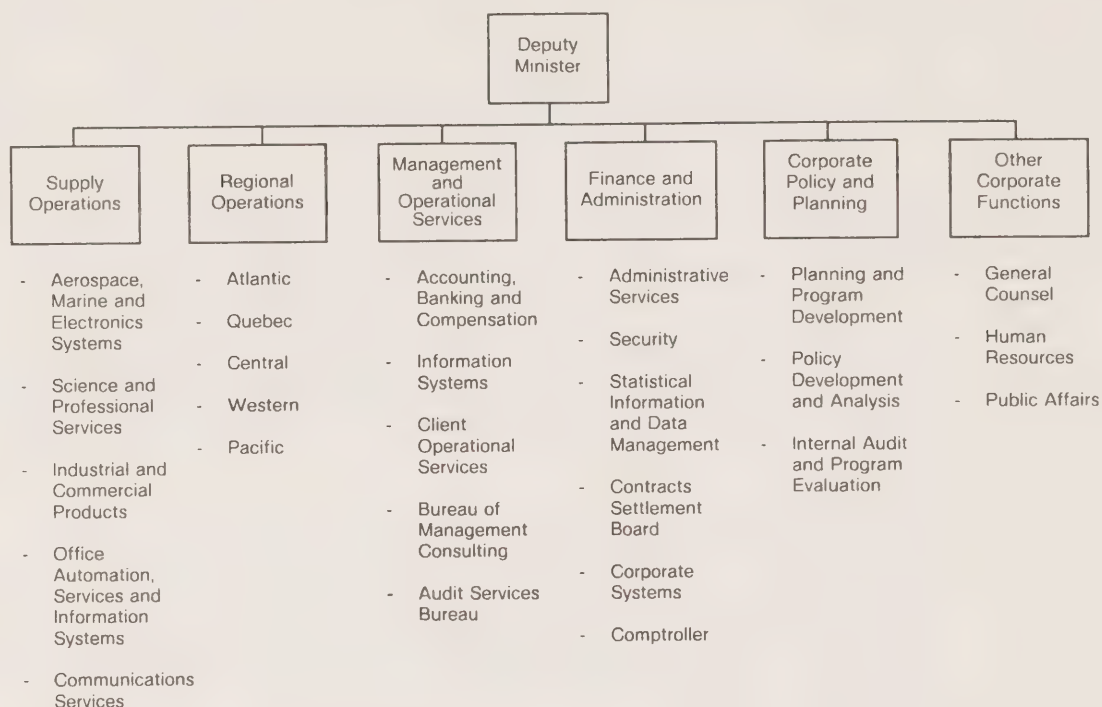 Deputy
Minister
Supply
Operations
Regional
Operations
Management
and
Operational
Services
Finance and
Administration
Corporate
Policy and
Planning
Other
Corporate
Functions
- Aerospace,
Marine and
Electronics
Systems
- Science and
Professional
Services
- Industrial and
Commercial
Products
- Office
Automation,
Services and
Information
Systems
- Communications
Services
- Atlantic
- Quebec
- Central
- Western
- Pacific
- Accounting,
Banking and
Compensation
- Information
Systems
- Client
Operational
Services
- Bureau of
Management
Consulting
- Audit Services
Bureau
- Administrative
Services
- Security
- Statistical
Information
and Data
Management
- Contracts
Settlement
Board
- Corporate
Systems
- Comptroller
- Planning and
Program
Development
- Policy
Development
and Analysis
- Internal Audit
and Program
Evaluation
- General
Counsel
- Human
Resources
- Public Affairs